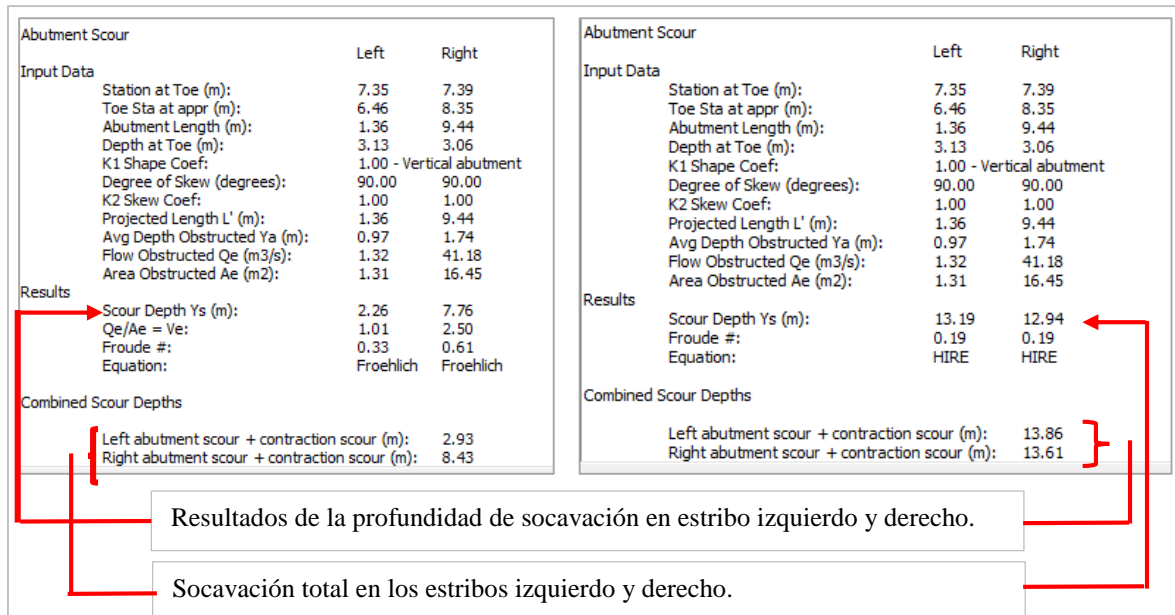 Abutment Scour
Left Right
Input Data
Station at Toe (m): 7.35 7.39
Toe Sta at appr (m): 6.46 8.35
Abutment Length (m): 1.36 9.44
Depth at Toe (m): 3.13 3.06
K1 Shape Coef: 1.00 - Vertical abutment
Degree of Skew (degrees): 90.00 90.00
K2 Skew Coef: 1.00 1.00
Projected Length L' (m): 1.36 9.44
Avg Depth Obstructed Ya (m): 0.97 1.74
Flow Obstructed Qe (m3/s): 1.32 41.18
Area Obstructed Ae (m2): 1.31 16.45
Results
Scour Depth Ys (m): 2.26 7.76
Qe/Ae = Ve: 1.01 2.50
Froude #: 0.33 0.61
Equation: Froehlich Froehlich
Combined Scour Depths
Left abutment scour + contraction scour (m): 2.93
Right abutment scour + contraction scour (m): 8.43
Abutment Scour
Left Right
Input Data
Station at Toe (m): 7.35 7.39
Toe Sta at appr (m): 6.46 8.35
Abutment Length (m): 1.36 9.44
Depth at Toe (m): 3.13 3.06
K1 Shape Coef: 1.00 - Vertical abutment
Degree of Skew (degrees): 90.00 90.00
K2 Skew Coef: 1.00 1.00
Projected Length L' (m): 1.36 9.44
Avg Depth Obstructed Ya (m): 0.97 1.74
Flow Obstructed Qe (m3/s): 1.32 41.18
Area Obstructed Ae (m2): 1.31 16.45
Results
Scour Depth Ys (m): 13.19 12.94
Froude #: 0.19 0.19
Equation: HIRE HIRE
Combined Scour Depths
Left abutment scour + contraction scour (m): 13.86
Right abutment scour + contraction scour (m): 13.61
Resultados de la profundidad de socavación en estribo izquierdo y derecho.
Socavación total en los estribos izquierdo y derecho.